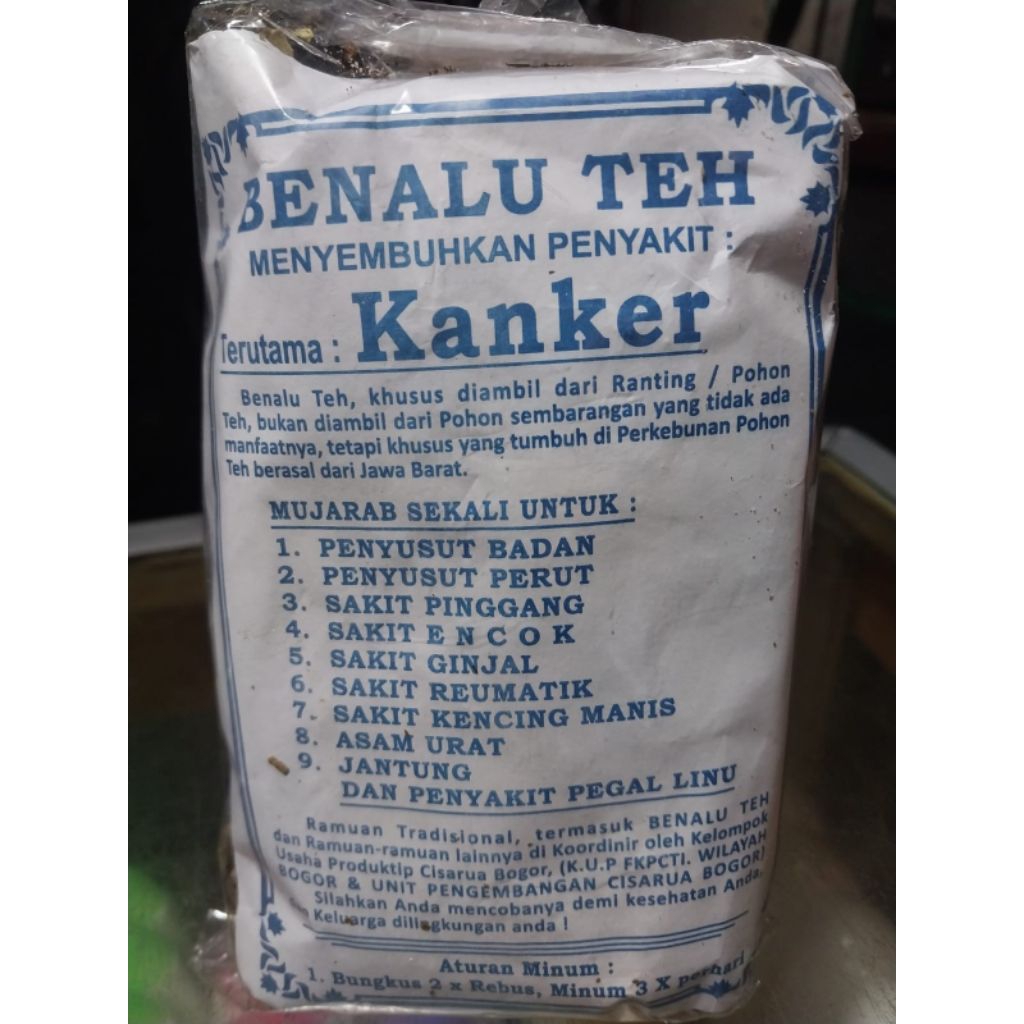 BENALU TEH
MENYEMBUHKAN PENYAKIT :
Terutama : Kanker
Benalu Teh, khusus diambil dari Ranting / Pohon
Teh, bukan diambil dari Pohon sembarangan yang tidak ada
manfaatnya, tetapi khusus yang tumbuh di Perkebunan Pohon
Teh berasal dari Jawa Barat.
MUJARAB SEKALI UNTUK :
1. PENYUSUT BADAN
2. PENYUSUT PERUT
3. SAKIT PINGGANG
4. SAKIT E N C O K
5. SAKIT GINJAL
6. SAKIT REUMATIK
7. SAKIT KENCING MANIS
8. ASAM URAT
9. JANTUNG
DAN PENYAKIT PEGAL LINU
Ramuan Tradisional, termasuk BENALU TEH
dan Ramuan-ramuan lainnya di Koordinir oleh Kelompok
Usaha Produktip Cisarua Bogor, (K.U.P FKPCTI. WILAYAH
BOGOR & UNIT PENGEMBANGAN CISARUA BOGOR)
Silahkan Anda mencobanya demi kesehatan Anda,
Keluarga dilingkungan anda !
Aturan Minum :
1. Bungkus 2 x Rebus, Minum 3 X perhari